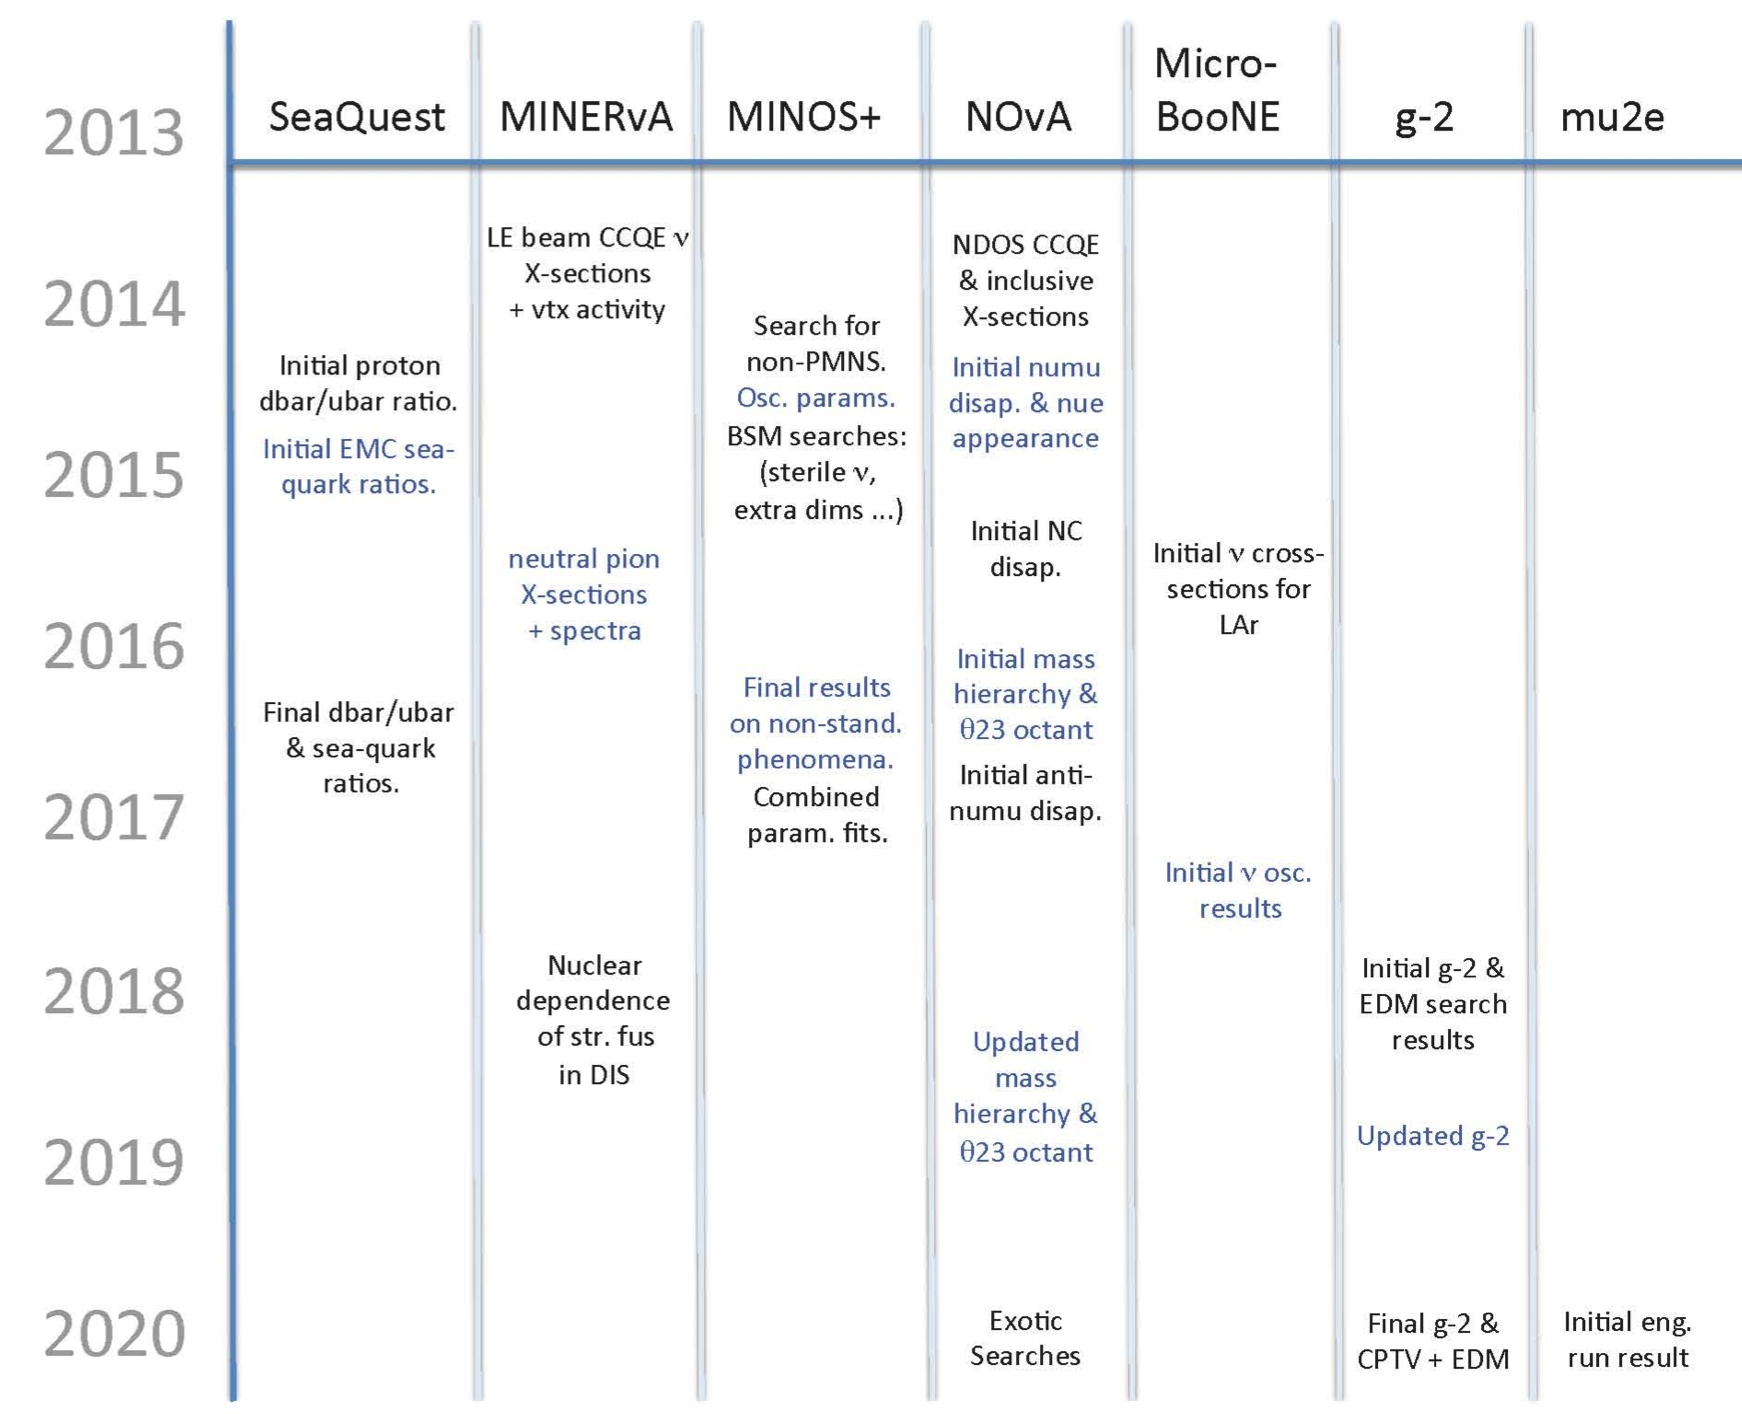 2013
SeaQuest
MINERvA
MINOS+
NOvA
Micro-
BooNE
g-2
mu2e
2014
2015
2016
2017
2018
2019
2020
Initial proton
dbar/ubar ratio.
Initial EMC sea-
quark ratios.
Final dbar/ubar
& sea-quark
ratios.
LE beam CCQE ν
X-sections
+ vtx activity
neutral pion
X-sections
+ spectra
Nuclear
dependence
of str. fus
in DIS
Search for
non-PMNS.
Osc. params.
BSM searches:
(sterile ν,
extra dims ...)
Final results
on non-stand.
phenomena.
Combined
param. fits.
NDOS CCQE
& inclusive
X-sections
Initial numu
disap. & nue
appearance
Initial NC
disap.
Initial mass
hierarchy &
θ23 octant
Initial anti-
numu disap.
Updated
mass
hierarchy &
θ23 octant
Exotic
Searches
Initial ν cross-
sections for
LAr
Initial ν osc.
results
Initial g-2 &
EDM search
results
Updated g-2
Final g-2 &
CPTV + EDM
Initial eng.
run result